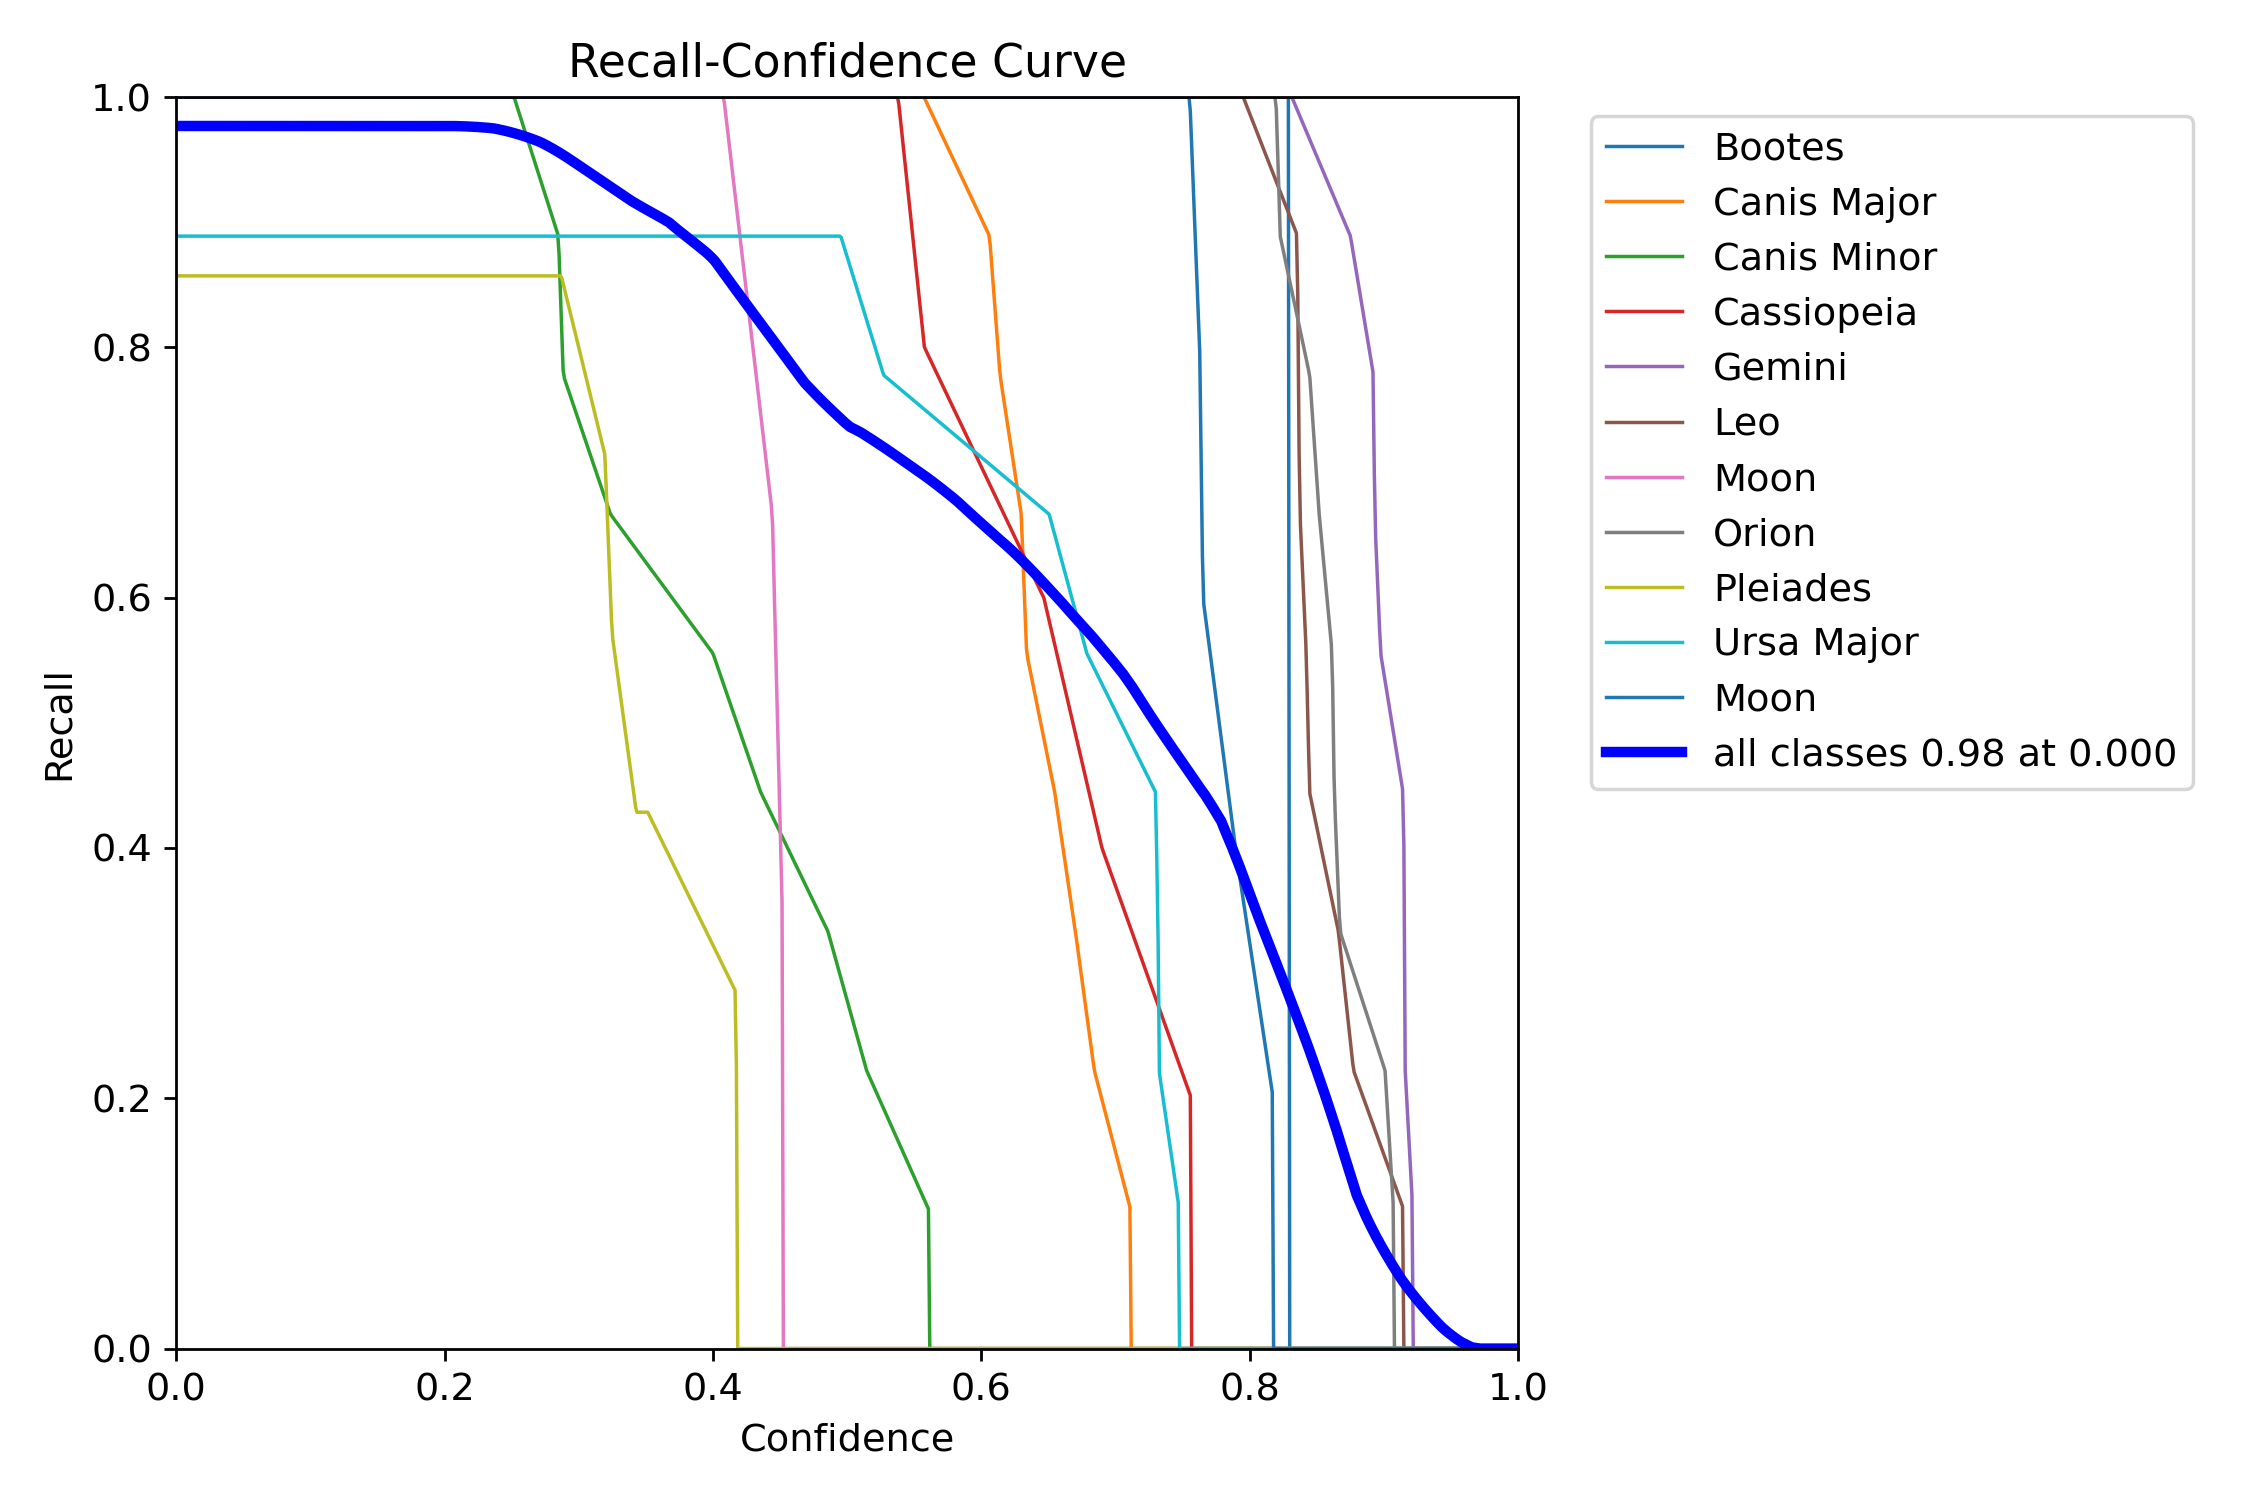 Recall-Confidence Curve
1.0
0.8
0.6
0.4
0.2
0.0
Recall
0.0 0.2 0.4 0.6 0.8 1.0
Confidence
Bootes
Canis Major
Canis Minor
Cassiopeia
Gemini
Leo
Moon
Orion
Pleiades
Ursa Major
Moon
all classes 0.98 at 0.000